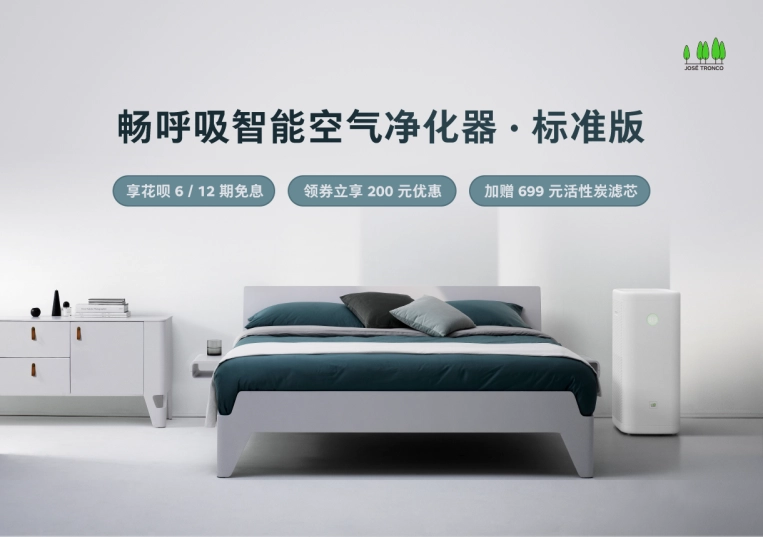 JOSÉ TRONCO
畅呼吸智能空气净化器·标准版
享花呗 6 / 12 期免息
领券立享 200 元优惠
加赠 699 元活性炭滤芯